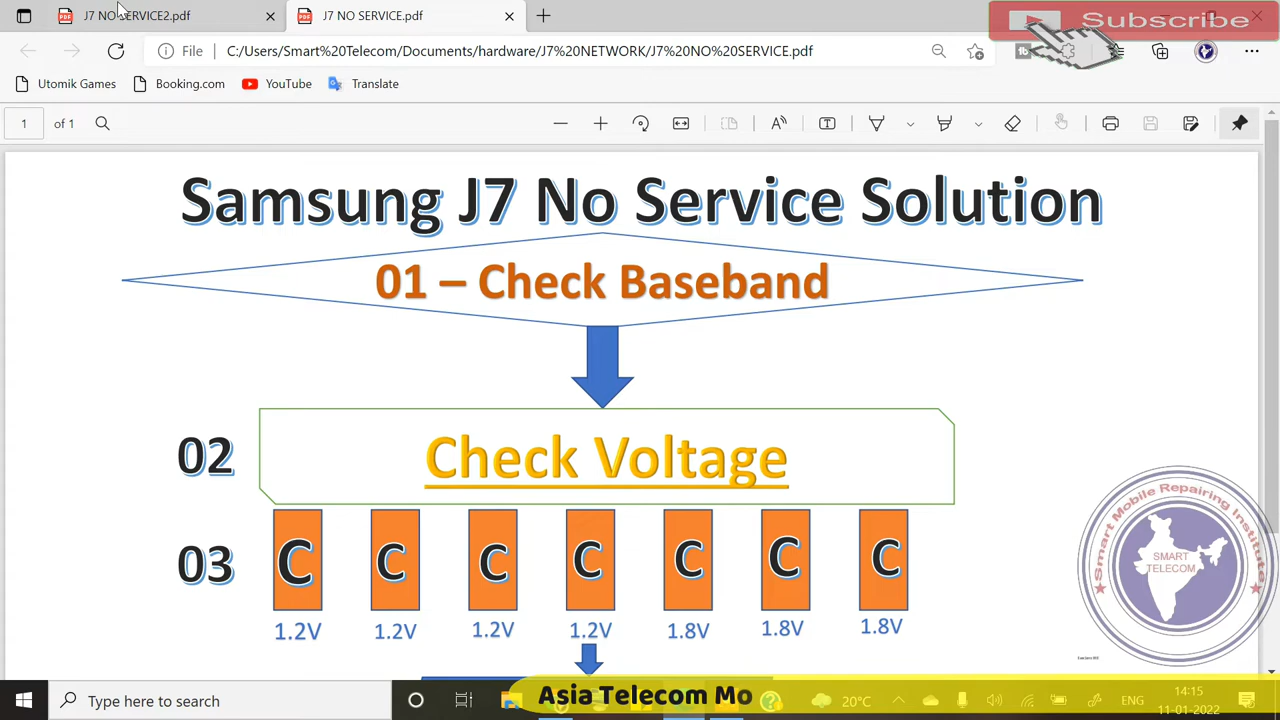 J7 NO SERVICE2.pdf
J7 NO SERVICE.pdf
Subscribe
File
C:/Users/Smart%20Telecom/Documents/hardware/J7%20NETWORK/J7%20NO%20SERVICE.pdf
Utomik Games
Booking.com
YouTube
Translate
1 of 1
Samsung J7 No Service Solution
01 – Check Baseband
02
Check Voltage
03
C C C C C C C
1.2V 1.2V 1.2V 1.2V 1.8V 1.8V 1.8V
Smart Mobile Repairing Institute
SMART
TELECOM
Type here to search
Asia Telecom Mo
20°C
ENG
14:15
11-01-2022